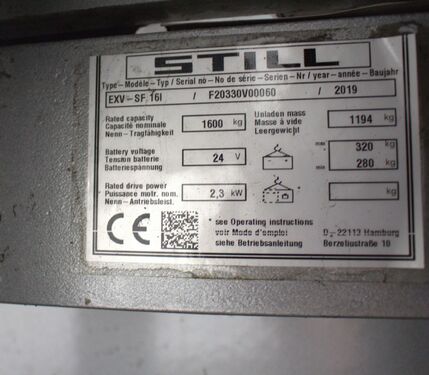 STILL
Type-Modèle-Typ / Serial no-No de série-Serien-Nr / year-année-Baujahr
EXV-SF 16I / F20330V00060 / 2019
Rated capacity
Capacité nominale
Nenn-Tragfähigkeit
1600 kg
Unladen mass
Masse à vide
Leergewicht
1194 kg
Battery voltage
Tension batterie
Batteriespannung
24 V
max 320 kg
min 280 kg
Rated drive power
Puissance motr. nom.
Nenn-Antriebsleist.
2,3 kW
kg
CE
* see Operating instructions
voir Mode d'emploi
siehe Betriebsanleitung
D-22113 Hamburg
Berzeliustraße 10